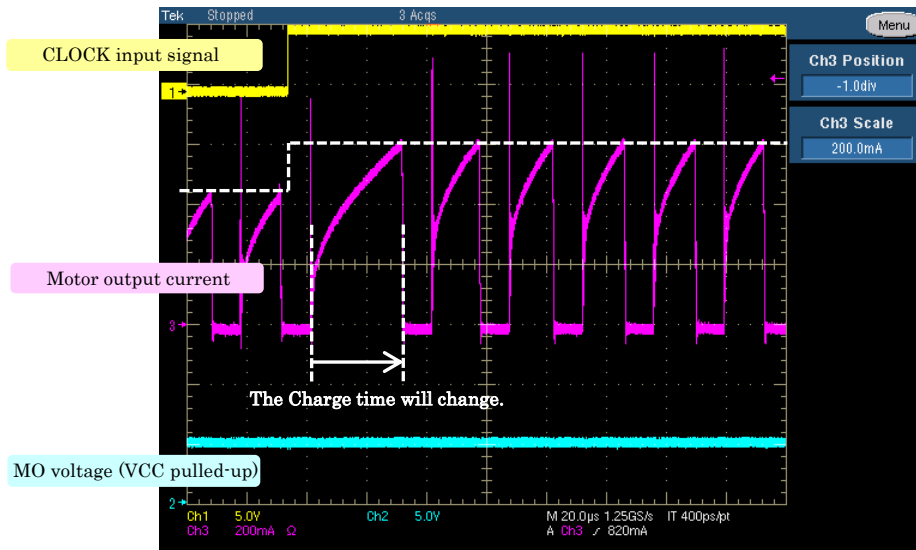 Tek Stopped 3 Acqs
Menu
CLOCK input signal
Ch3 Position
-1.0div
1
Ch3 Scale
200.0mA
Motor output current
3
The Charge time will change.
MO voltage (VCC pulled-up)
2
Ch1 5.0V Ch2 5.0V M 20.0µs 1.25GS/s IT 400ps/pt
Ch3 200mA Ω A Ch3 ⁄ 820mA